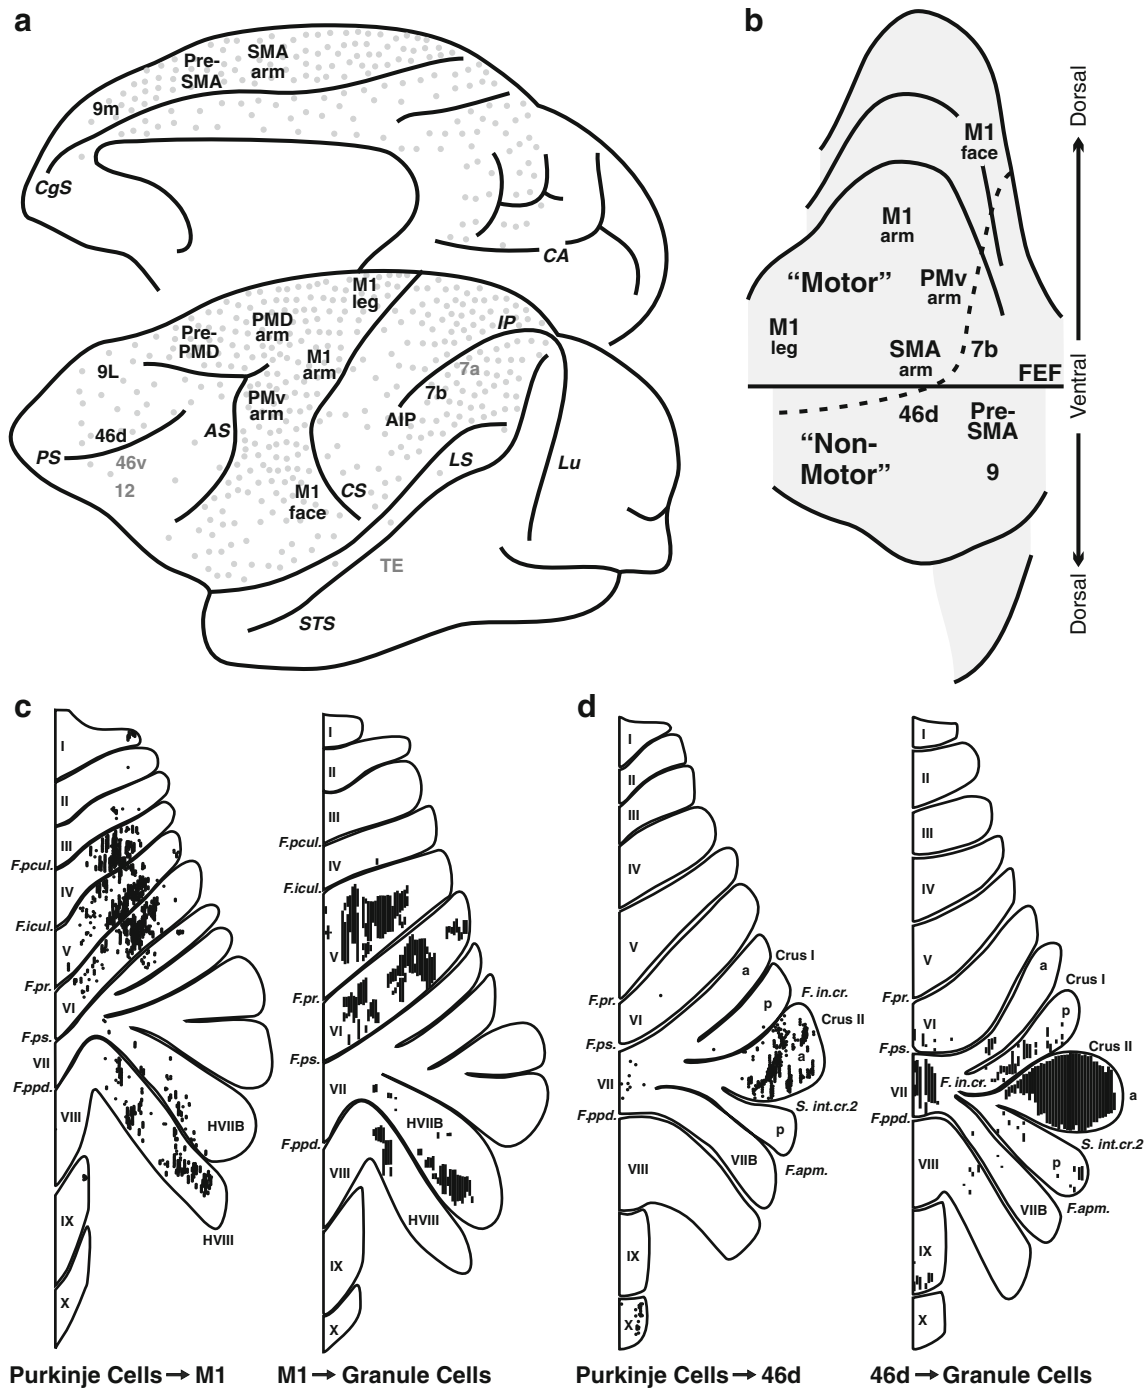 a
SMA
arm
Pre-
SMA
9m
CgS
CA
M1
leg
PMD
arm
Pre-
PMD
IP
M1
arm
7a
9L
7b
PMv
arm
AIP
46d
AS
PS
46v
LS
Lu
12
M1
face
CS
TE
STS
b
M1
face
M1
arm
“Motor”
PMv
arm
M1
leg
SMA
arm
7b
FEF
46d
Pre-
SMA
“Non-
Motor”
9
Dorsal
Ventral
Dorsal
c
I
II
III
F.pcul.
IV
F.icul.
V
F.pr.
VI
F.ps.
VII
F.ppd.
VIII
HVIIB
IX
HVIII
X
Purkinje Cells → M1
I
II
III
F.pcul.
IV
F.icul.
V
F.pr.
VI
F.ps.
VII
HVIIB
F.ppd.
VIII
HVIII
IX
X
M1 → Granule Cells
d
I
II
III
IV
V
Crus I
a
F.in.cr.
F.pr.
p
Crus II
VI
F.ps.
a
VII
S. int.cr.2
F.ppd.
p
VIII
VIIB
F.apm.
IX
X
Purkinje Cells → 46d
I
II
III
IV
V
a
Crus I
F.pr.
p
VI
Crus II
F.ps.
F.in.cr.
VII
a
F.ppd.
S. int.cr.2
VIII
p
VIIB
F.apm.
IX
X
46d → Granule Cells